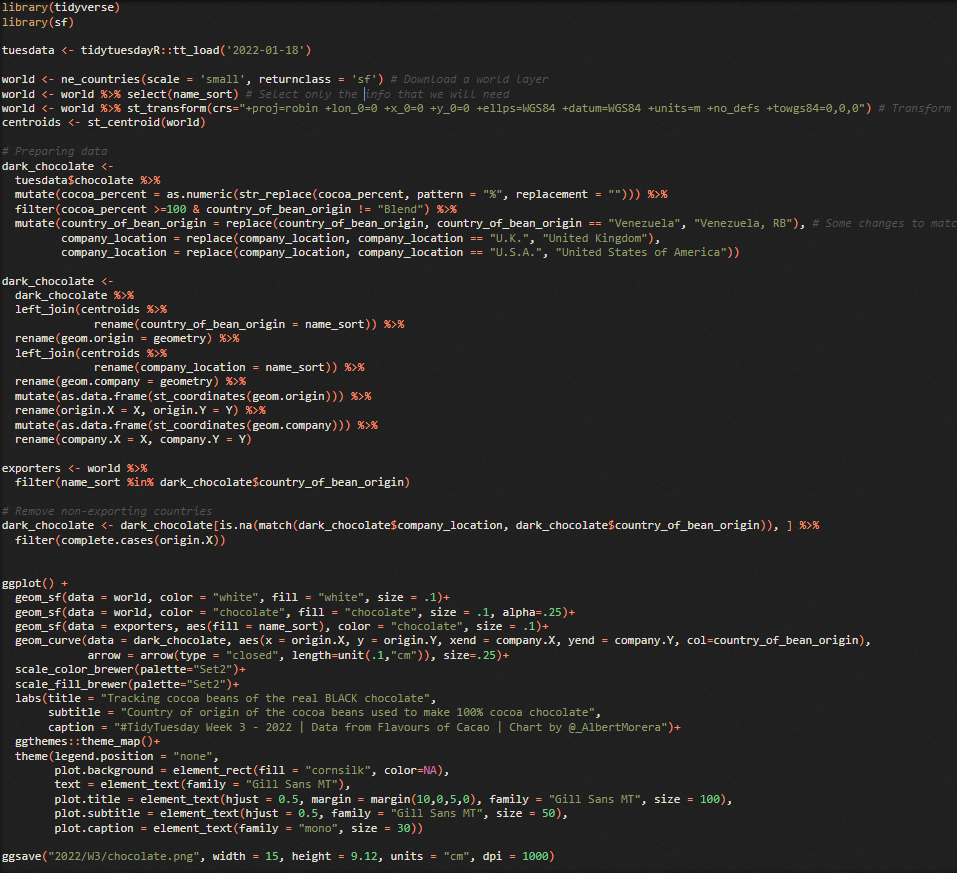 library(tidyverse)
library(sf)

tuesdata <- tidytuesdayR::tt_load('2022-01-18')

world <- ne_countries(scale = 'small', returnclass = 'sf') # Download a world layer
world <- world %>% select(name_sort) # Select only the info that we will need
world <- world %>% st_transform(crs="+proj=robin +lon_0=0 +x_0=0 +y_0=0 +ellps=WGS84 +datum=WGS84 +units=m +no_defs +towgs84=0,0,0") # Transform
centroids <- st_centroid(world)

# Preparing data
dark_chocolate <-
  tuesdata$chocolate %>%
  mutate(cocoa_percent = as.numeric(str_replace(cocoa_percent, pattern = "%", replacement = ""))) %>%
  filter(cocoa_percent >=100 & country_of_bean_origin != "Blend") %>%
  mutate(country_of_bean_origin = replace(country_of_bean_origin, country_of_bean_origin == "Venezuela", "Venezuela, RB"), # Some changes to matc
         company_location = replace(company_location, company_location == "U.K.", "United Kingdom"),
         company_location = replace(company_location, company_location == "U.S.A.", "United States of America"))

dark_chocolate <-
  dark_chocolate %>%
  left_join(centroids %>%
              rename(country_of_bean_origin = name_sort)) %>%
  rename(geom.origin = geometry) %>%
  left_join(centroids %>%
              rename(company_location = name_sort)) %>%
  rename(geom.company = geometry) %>%
  mutate(as.data.frame(st_coordinates(geom.origin))) %>%
  rename(origin.X = X, origin.Y = Y) %>%
  mutate(as.data.frame(st_coordinates(geom.company))) %>%
  rename(company.X = X, company.Y = Y)

exporters <- world %>%
  filter(name_sort %in% dark_chocolate$country_of_bean_origin)

# Remove non-exporting countries
dark_chocolate <- dark_chocolate[is.na(match(dark_chocolate$company_location, dark_chocolate$country_of_bean_origin)), ] %>%
  filter(complete.cases(origin.X))


ggplot() +
  geom_sf(data = world, color = "white", fill = "white", size = .1)+
  geom_sf(data = world, color = "chocolate", fill = "chocolate", size = .1, alpha=.25)+
  geom_sf(data = exporters, aes(fill = name_sort), color = "chocolate", size = .1)+
  geom_curve(data = dark_chocolate, aes(x = origin.X, y = origin.Y, xend = company.X, yend = company.Y, col=country_of_bean_origin),
             arrow = arrow(type = "closed", length=unit(.1,"cm")), size=.25)+
  scale_color_brewer(palette="Set2")+
  scale_fill_brewer(palette="Set2")+
  labs(title = "Tracking cocoa beans of the real BLACK chocolate",
       subtitle = "Country of origin of the cocoa beans used to make 100% cocoa chocolate",
       caption = "#TidyTuesday Week 3 - 2022 | Data from Flavours of Cacao | Chart by @_AlbertMorera")+
  ggthemes::theme_map()+
  theme(legend.position = "none",
        plot.background = element_rect(fill = "cornsilk", color=NA),
        text = element_text(family = "Gill Sans MT"),
        plot.title = element_text(hjust = 0.5, margin = margin(10,0,5,0), family = "Gill Sans MT", size = 100),
        plot.subtitle = element_text(hjust = 0.5, family = "Gill Sans MT", size = 50),
        plot.caption = element_text(family = "mono", size = 30))

ggsave("2022/W3/chocolate.png", width = 15, height = 9.12, units = "cm", dpi = 1000)